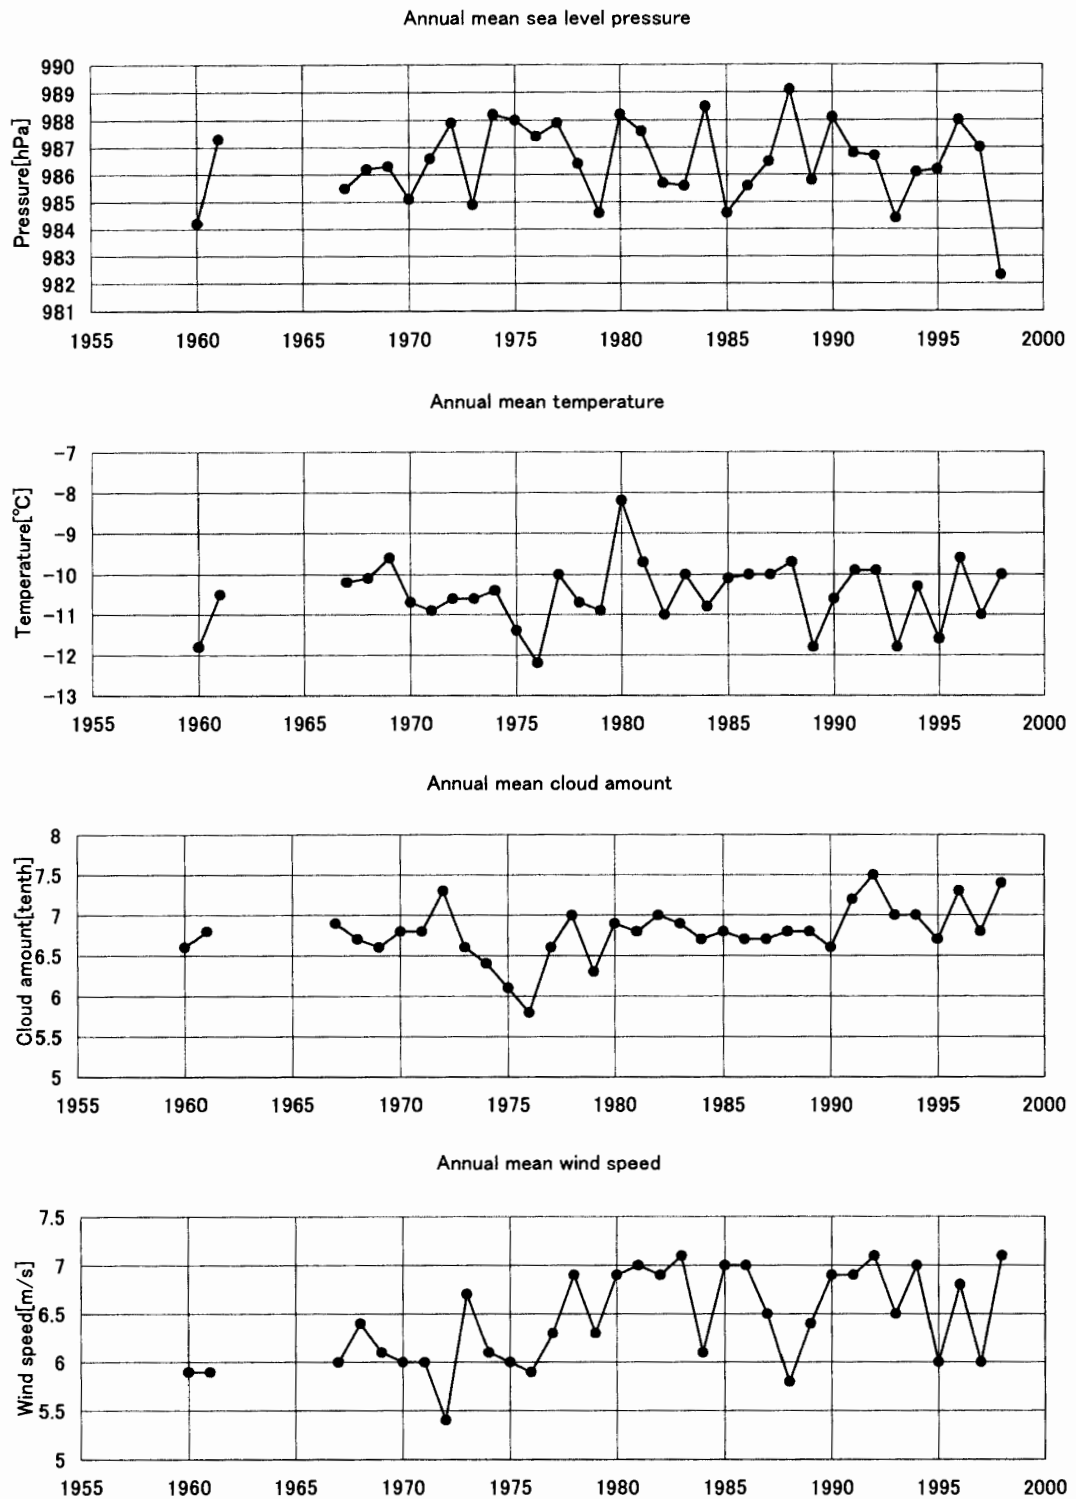 Annual mean sea level pressure
Pressure[hPa]
990
989
988
987
986
985
984
983
982
981
1955 1960 1965 1970 1975 1980 1985 1990 1995 2000
Annual mean temperature
Temperature[℃]
-7
-8
-9
-10
-11
-12
-13
1955 1960 1965 1970 1975 1980 1985 1990 1995 2000
Annual mean cloud amount
Cloud amount[tenth]
8
7.5
7
6.5
6
5.5
5
1955 1960 1965 1970 1975 1980 1985 1990 1995 2000
Annual mean wind speed
Wind speed[m/s]
7.5
7
6.5
6
5.5
5
1955 1960 1965 1970 1975 1980 1985 1990 1995 2000